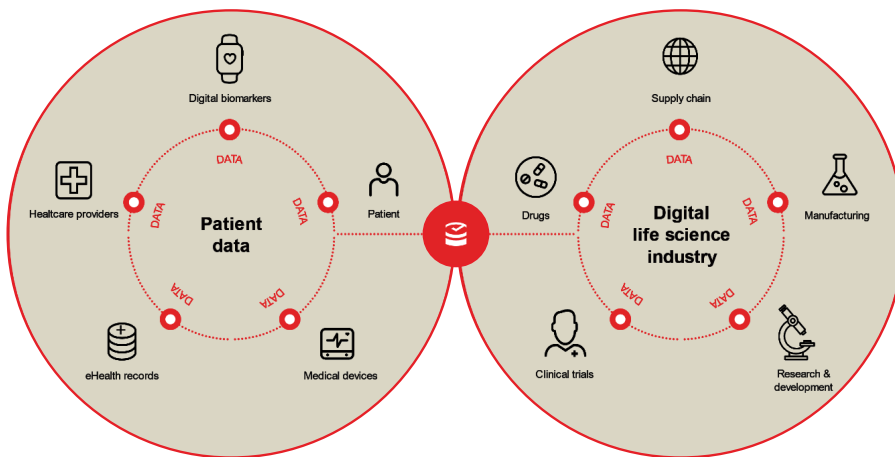 Digital biomarkers
DATA
Healtcare providers
DATA
DATA
Patient
Patient
data
DATA
DATA
eHealth records
Medical devices
Supply chain
DATA
Drugs
DATA
DATA
Manufacturing
Digital
life science
industry
DATA
DATA
Clinical trials
Research &
development